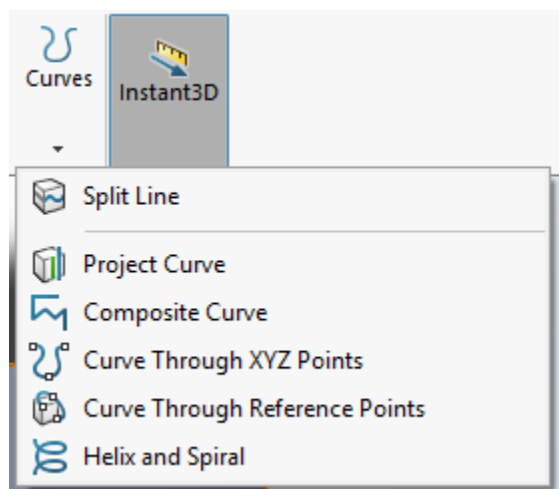 Curves
Instant3D
Split Line
Project Curve
Composite Curve
Curve Through XYZ Points
Curve Through Reference Points
Helix and Spiral